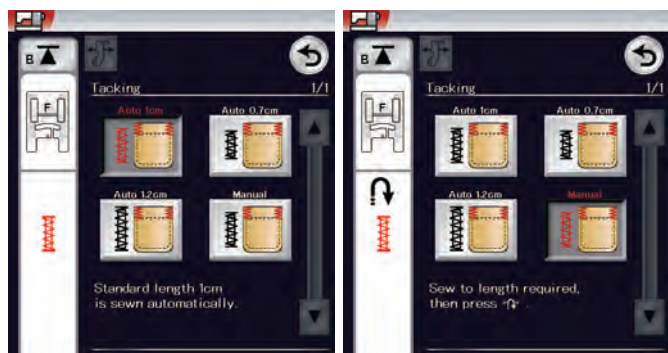 B
F
Tacking 1/1
Auto 1cm Auto 0.7cm
Auto 1.2cm Manual
Standard length 1cm
is sewn automatically.
B
F
Tacking 1/1
Auto 1cm Auto 0.7cm
Auto 1.2cm Manual
Sew to length required,
then press " ".